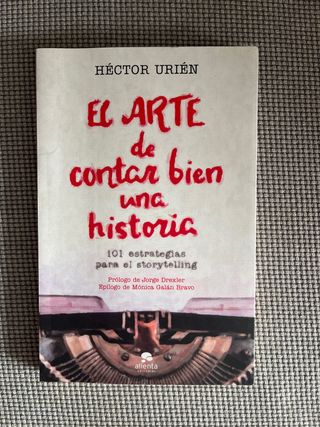 HÉCTOR URIÉN
EL ARTE
de
contar bien
una
historia
101 estrategias
para el storytelling
Prólogo de Jorge Drexler
Epílogo de Mónica Galán Bravo
alienta
EDITORIAL